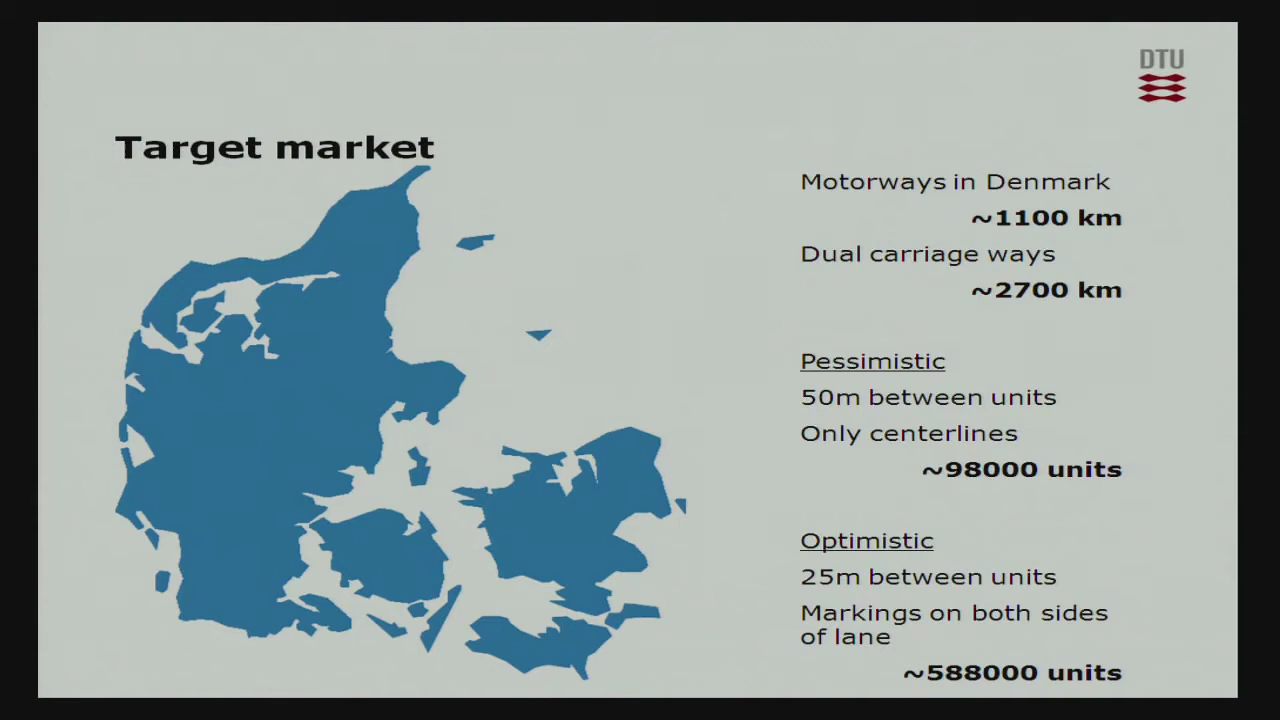 DTU
Target market
Motorways in Denmark
~1100 km
Dual carriage ways
~2700 km
Pessimistic
50m between units
Only centerlines
~98000 units
Optimistic
25m between units
Markings on both sides
of lane
~588000 units